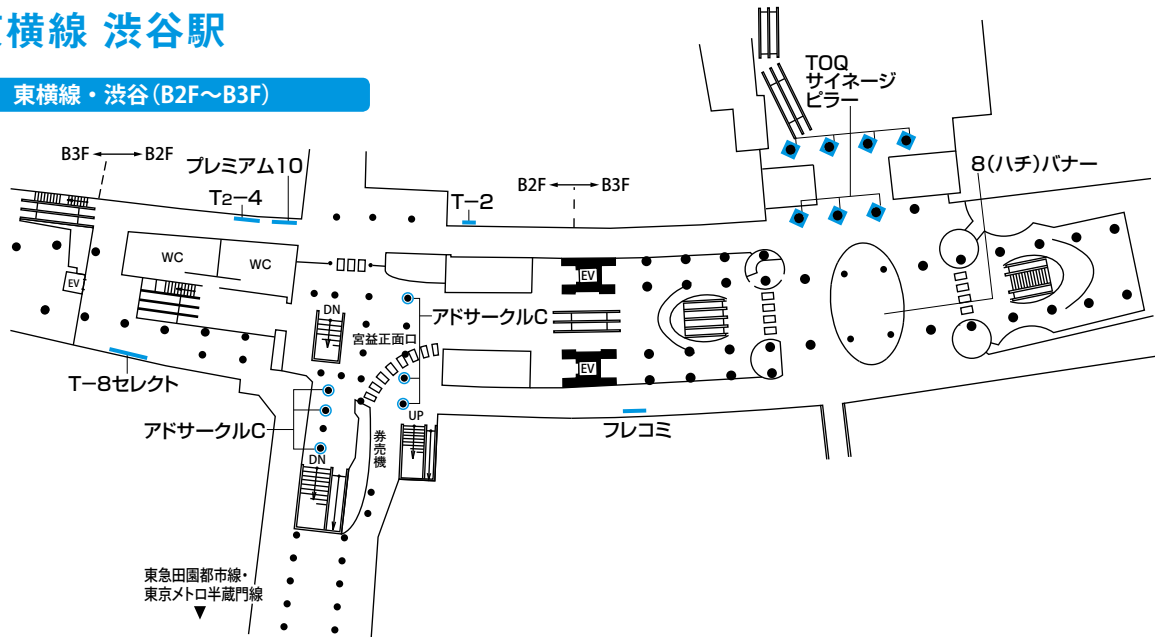 横線 渋谷駅
東横線・渋谷(B2F〜B3F)
B3F
B2F
プレミアム10
T2-4
T-2
B2F
B3F
TOQ
サイネージ
ピラー
8(ハチ)バナー
WC
WC
EV
EV
DN
宮益正面口
アドサークルC
EV
T-8セレクト
アドサークルC
UP
券売機
DN
フレコミ
東急田園都市線・
東京メトロ半蔵門線